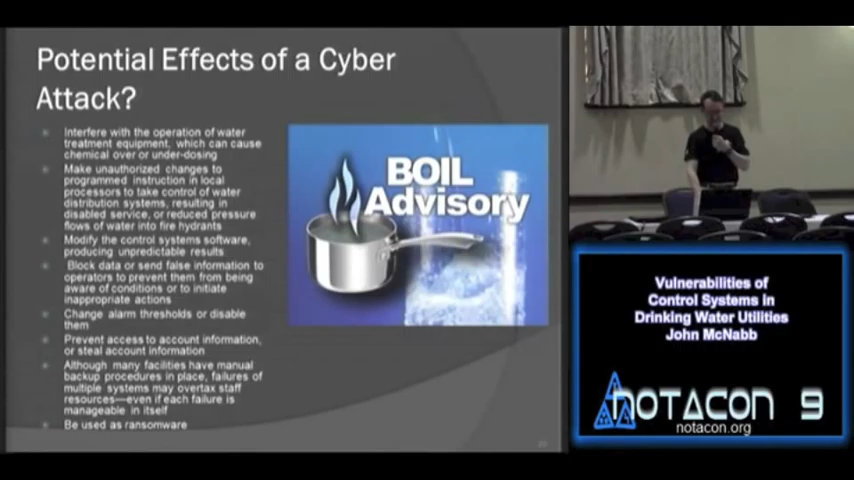 Potential Effects of a Cyber
Attack?
Interfere with the operation of water
treatment equipment, which can cause
chemical over or under-dosing
Make unauthorized changes to
programmed instruction in local
processors to take control of water
distribution systems, resulting in
disabled service, or reduced pressure
flows of water into fire hydrants
Modify the control systems software,
producing unpredictable results
Block data or send false information to
operators to prevent them from being
aware of conditions or to initiate
inappropriate actions
Change alarm thresholds or disable
them
Prevent access to account information,
or steal account information
Although many facilities have manual
backup procedures in place, failures of
multiple systems may overtax staff
resources—even if each failure is
manageable in itself
Be used as ransomware
BOIL
Advisory
Vulnerabilities of
Control Systems in
Drinking Water Utilities
John McNabb
NOTACON 9
notacon.org